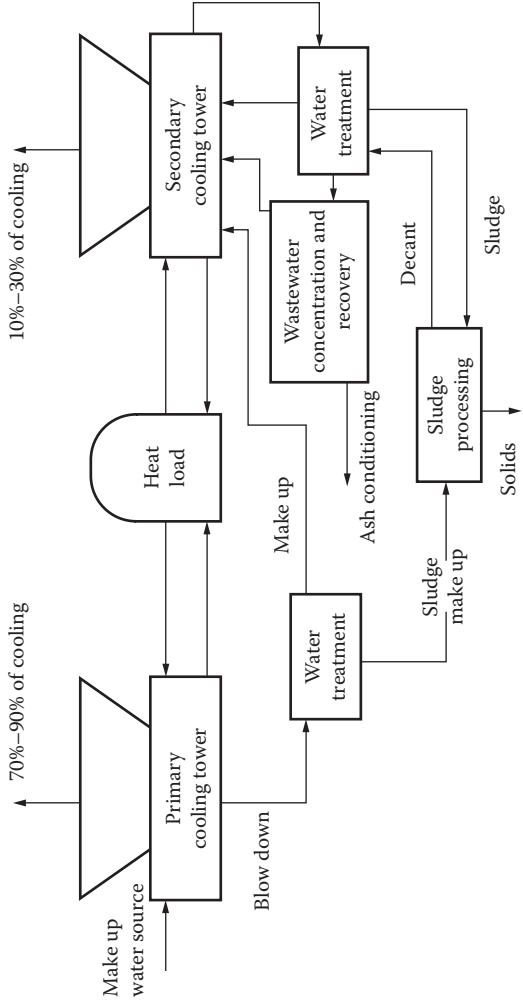 70%–90% of cooling
10%–30% of cooling
Make up
water source
Primary
cooling tower
Heat
load
Secondary
cooling tower
Blow down
Water
treatment
Make up
Wastewater
concentration and
recovery
Water
treatment
Ash conditioning
Sludge
make up
Sludge
processing
Decant
Sludge
Solids